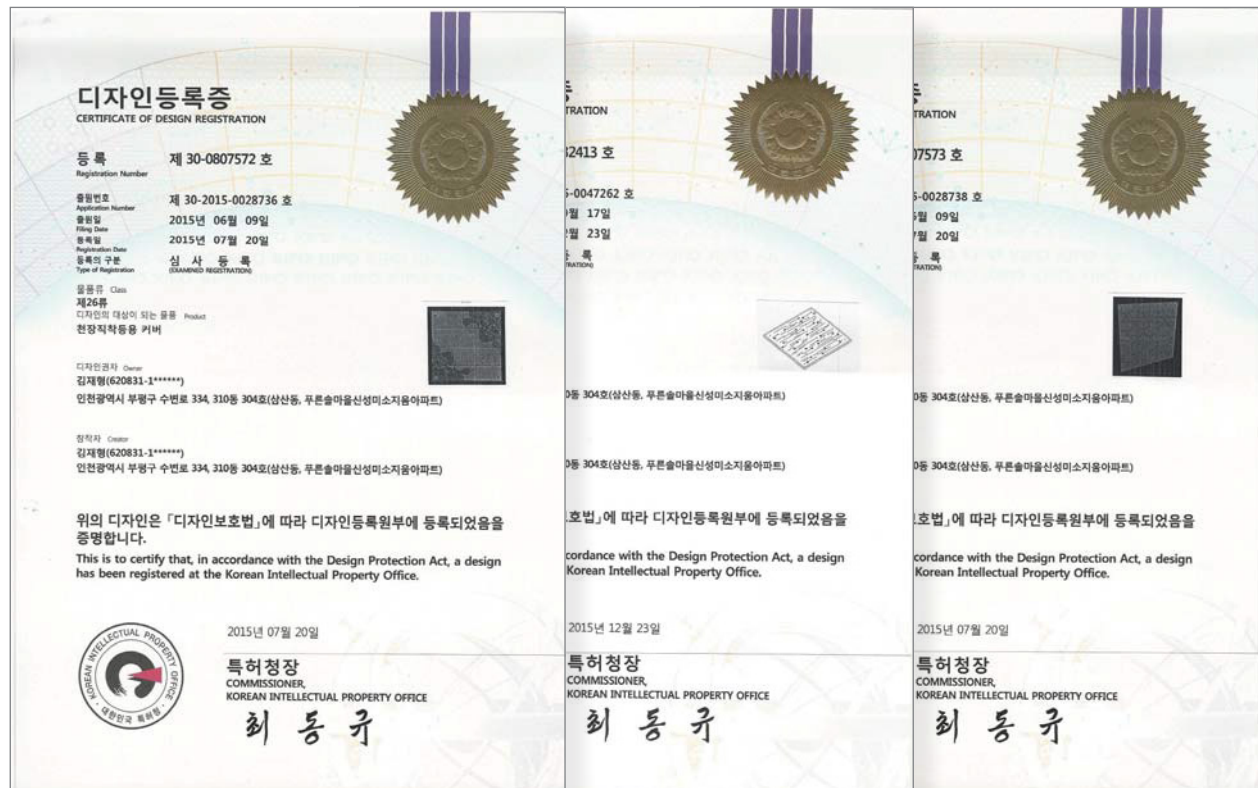 디자인등록증
CERTIFICATE OF DESIGN REGISTRATION
등 록 제 30-0807572 호
Registration Number
출원번호 제 30-2015-0028736 호
Application Number
출원일 2015년 06월 09일
Filing Date
등록일 2015년 07월 20일
Registration Date
등록의 구분 심 사 등 록
Type of Registration (EXAMINED REGISTRATION)
물품류 Class
제26류
디자인의 대상이 되는 물품 Product
천장직착등용 커버
디자인권자 Owner
김재형(620831-1******)
인천광역시 부평구 수변로 334, 310동 304호(삼산동, 푸른솔마을신성미소지움아파트)
창작자 Creator
김재형(620831-1******)
인천광역시 부평구 수변로 334, 310동 304호(삼산동, 푸른솔마을신성미소지움아파트)
위의 디자인은 「디자인보호법」에 따라 디자인등록원부에 등록되었음을
증명합니다.
This is to certify that, in accordance with the Design Protection Act, a design
has been registered at the Korean Intellectual Property Office.
2015년 07월 20일
특허청장
COMMISSIONER,
KOREAN INTELLECTUAL PROPERTY OFFICE
최 동 규
KOREAN INTELLECTUAL PROPERTY OFFICE
대한민국 특허청
TRATION
2413 호
-0047262 호
월 17일
월 23일
록
RATION)
동 304호(삼산동, 푸른솔마을신성미소지움아파트)
동 304호(삼산동, 푸른솔마을신성미소지움아파트)
호법」에 따라 디자인등록원부에 등록되었음을
cordance with the Design Protection Act, a design
Korean Intellectual Property Office.
2015년 12월 23일
특허청장
COMMISSIONER,
KOREAN INTELLECTUAL PROPERTY OFFICE
최 동 규
TRATION
7573 호
-0028738 호
월 09일
월 20일
록
RATION)
동 304호(삼산동, 푸른솔마을신성미소지움아파트)
동 304호(삼산동, 푸른솔마을신성미소지움아파트)
호법」에 따라 디자인등록원부에 등록되었음을
cordance with the Design Protection Act, a design
Korean Intellectual Property Office.
2015년 07월 20일
특허청장
COMMISSIONER,
KOREAN INTELLECTUAL PROPERTY OFFICE
최 동 규